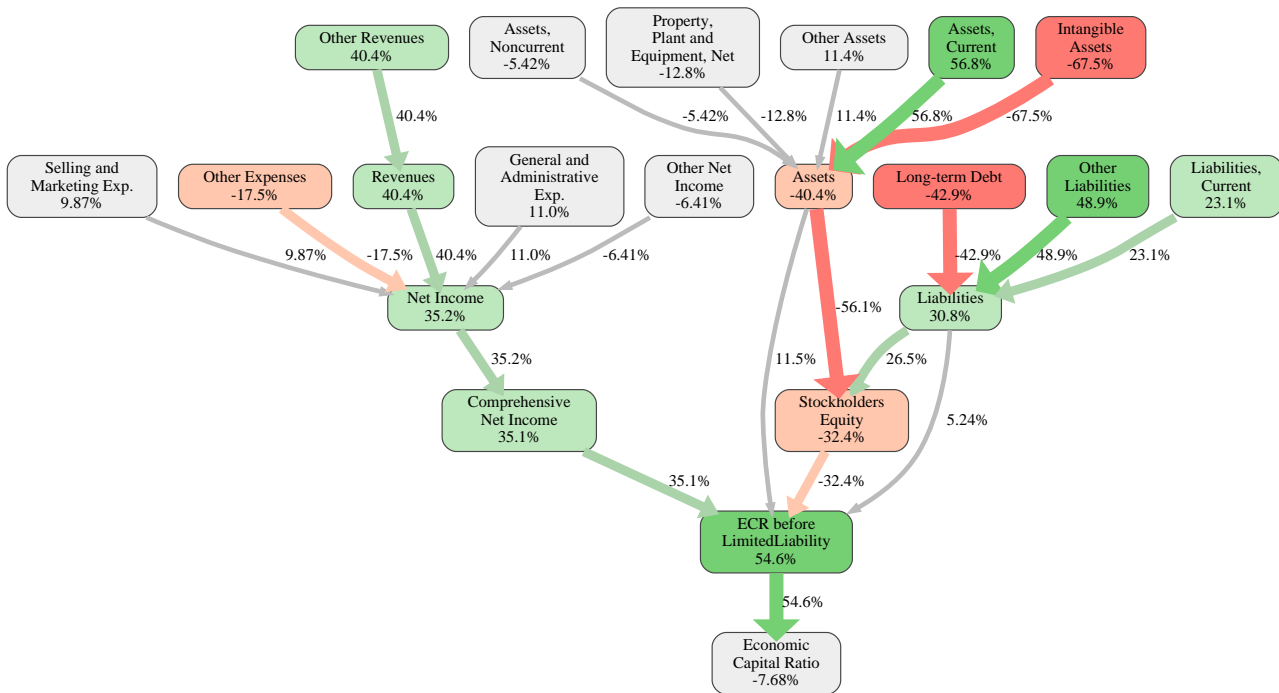 Other Revenues
40.4%
Assets,
Noncurrent
-5.42%
Property,
Plant and
Equipment, Net
-12.8%
Other Assets
11.4%
Assets,
Current
56.8%
Intangible
Assets
-67.5%
40.4%
-5.42%
-12.8%
11.4%
56.8%
-67.5%
Selling and
Marketing Exp.
9.87%
Other Expenses
-17.5%
Revenues
40.4%
General and
Administrative
Exp.
11.0%
Other Net
Income
-6.41%
Assets
-40.4%
Long-term Debt
-42.9%
Other
Liabilities
48.9%
Liabilities,
Current
23.1%
9.87%
-17.5%
40.4%
11.0%
-6.41%
-42.9%
48.9%
23.1%
Net Income
35.2%
-56.1%
Liabilities
30.8%
35.2%
11.5%
26.5%
5.24%
Comprehensive
Net Income
35.1%
Stockholders
Equity
-32.4%
35.1%
-32.4%
ECR before
LimitedLiability
54.6%
54.6%
Economic
Capital Ratio
-7.68%